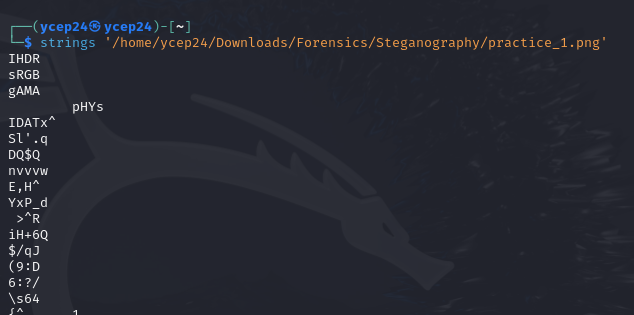 ┌──(ycep24㉿ycep24)-[~]
└─$ strings '/home/ycep24/Downloads/Forensics/Steganography/practice_1.png'
IHDR
sRGB
gAMA
pHYs
IDATx^
Sl'.q
DQ$Q
nvvvw
E,H^
YxP_d
>^R
iH+6Q
$/qJ
(9:D
6:?/
\s64